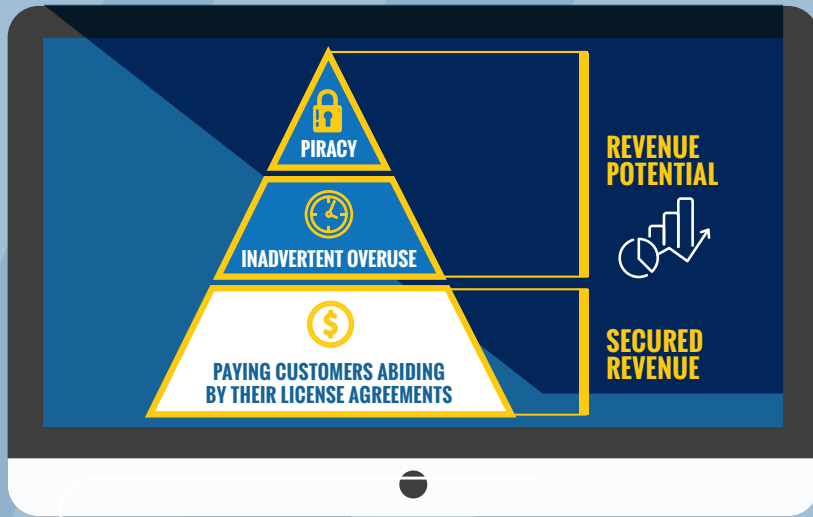 PIRACY
INADVERTENT OVERUSE
$
PAYING CUSTOMERS ABIDING
BY THEIR LICENSE AGREEMENTS
REVENUE
POTENTIAL
SECURED
REVENUE